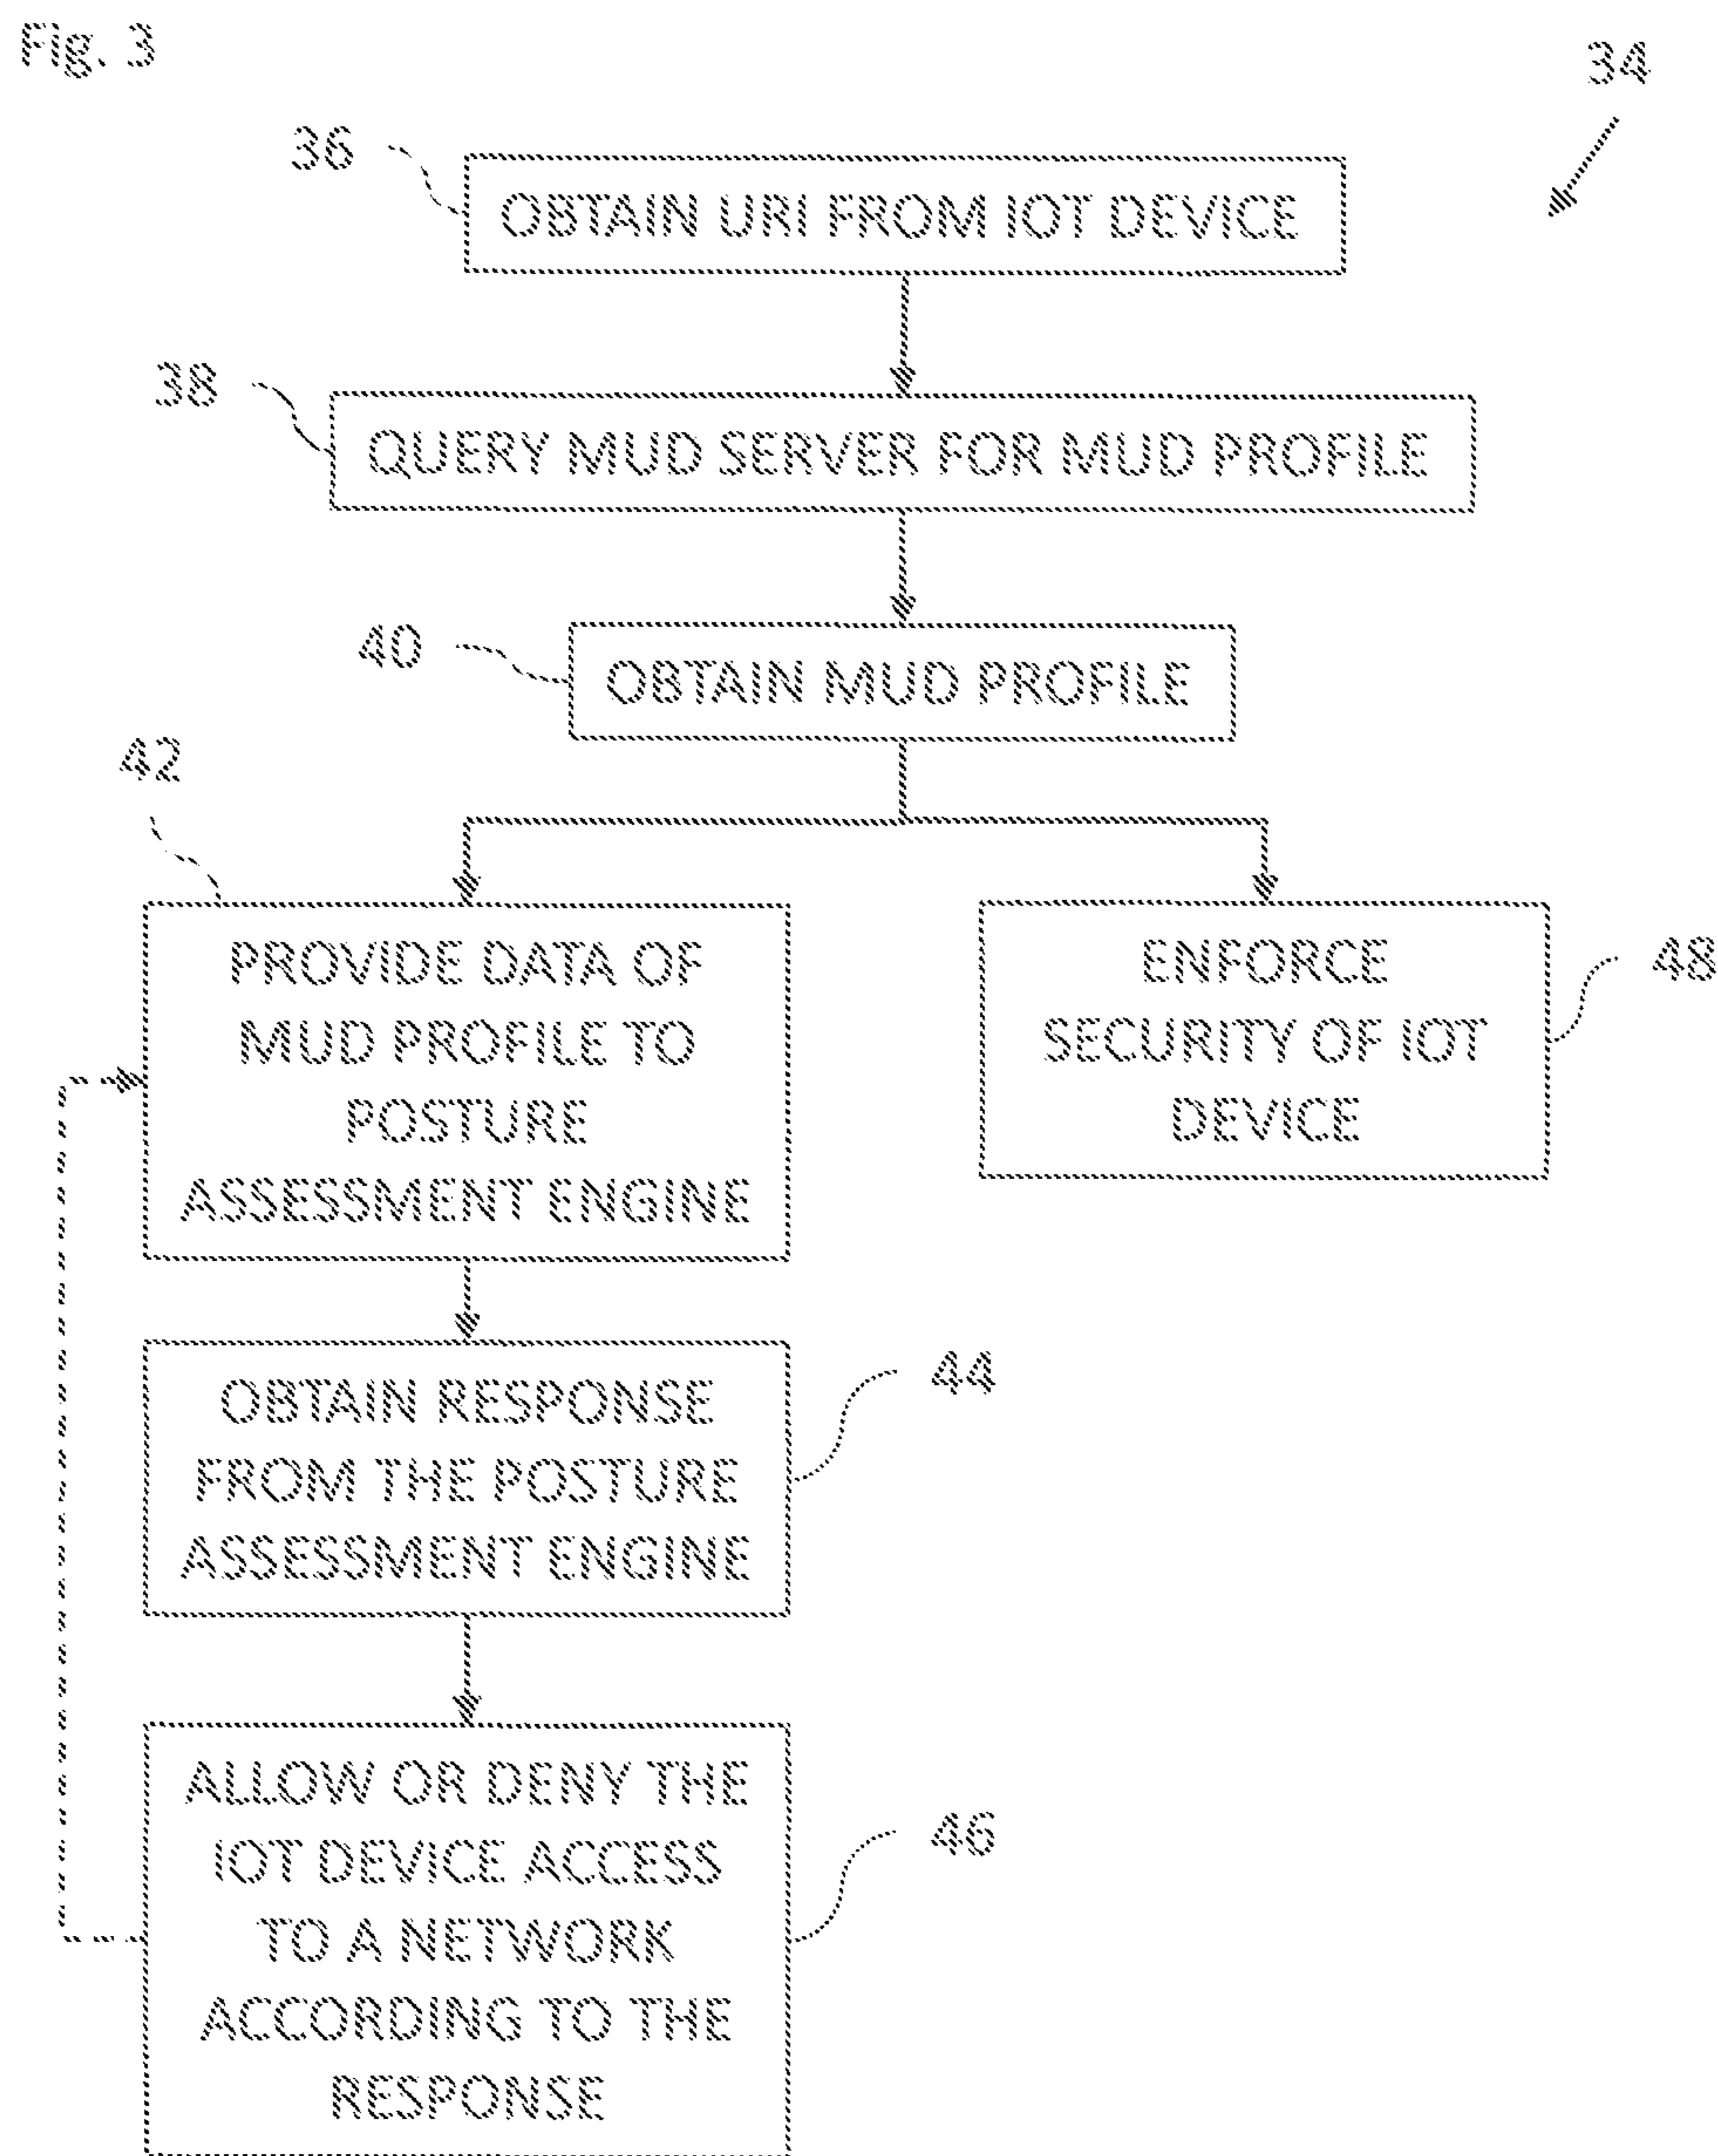 Fig. 3
34
36
OBTAIN URI FROM IOT DEVICE
38
QUERY MUD SERVER FOR MUD PROFILE
40
OBTAIN MUD PROFILE
42
PROVIDE DATA OF
MUD PROFILE TO
POSTURE
ASSESSMENT ENGINE
ENFORCE
SECURITY OF IOT
DEVICE
48
OBTAIN RESPONSE
FROM THE POSTURE
ASSESSMENT ENGINE
44
ALLOW OR DENY THE
IOT DEVICE ACCESS
TO A NETWORK
ACCORDING TO THE
RESPONSE
46